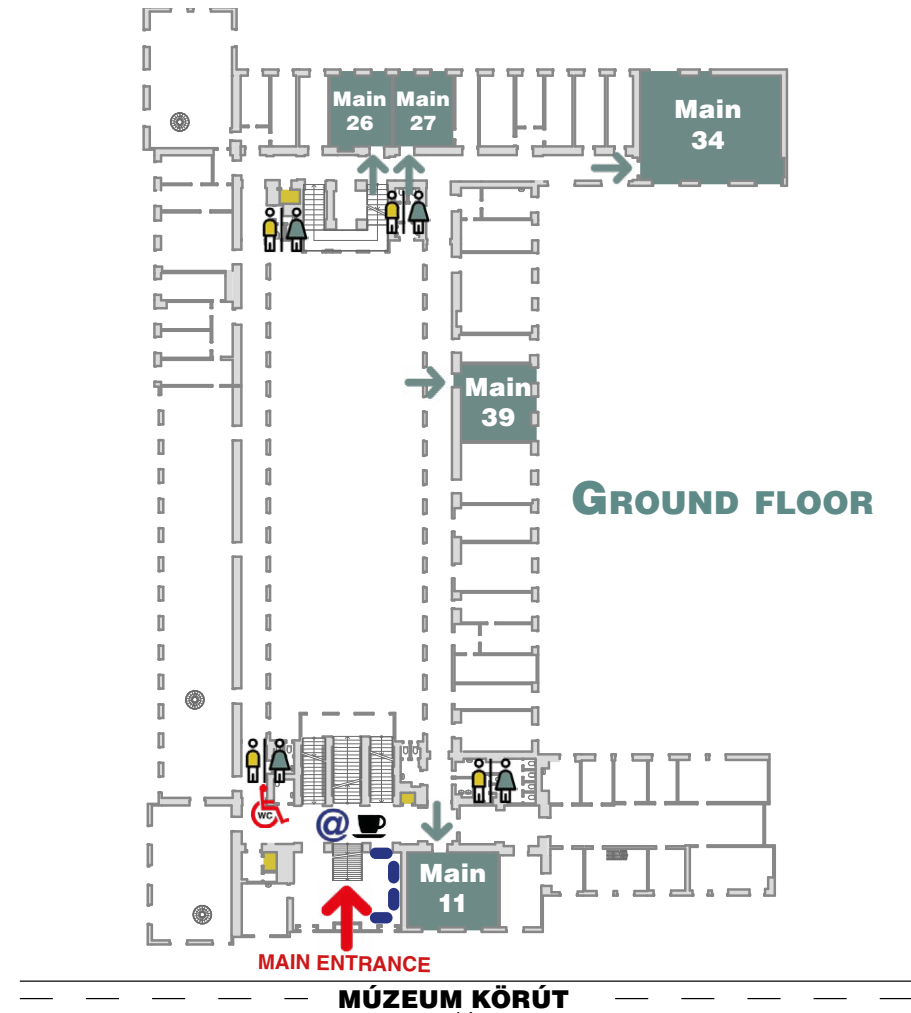 Main
26
Main
27
Main
34
Main
39
GROUND FLOOR
WC
@
Main
11
MAIN ENTRANCE
MÚZEUM KÖRÚT